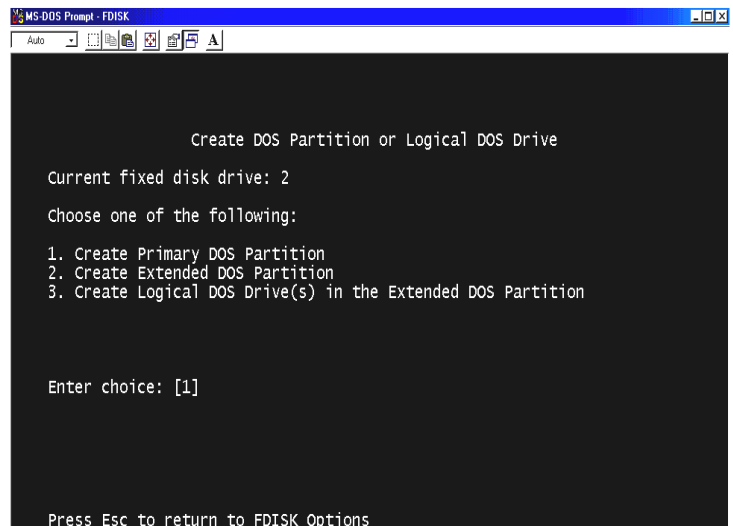 MS-DOS Prompt - FDISK
Auto
A
Create DOS Partition or Logical DOS Drive
Current fixed disk drive: 2
Choose one of the following:
1. Create Primary DOS Partition
2. Create Extended DOS Partition
3. Create Logical DOS Drive(s) in the Extended DOS Partition
Enter choice: [1]
Press Esc to return to FDISK Options